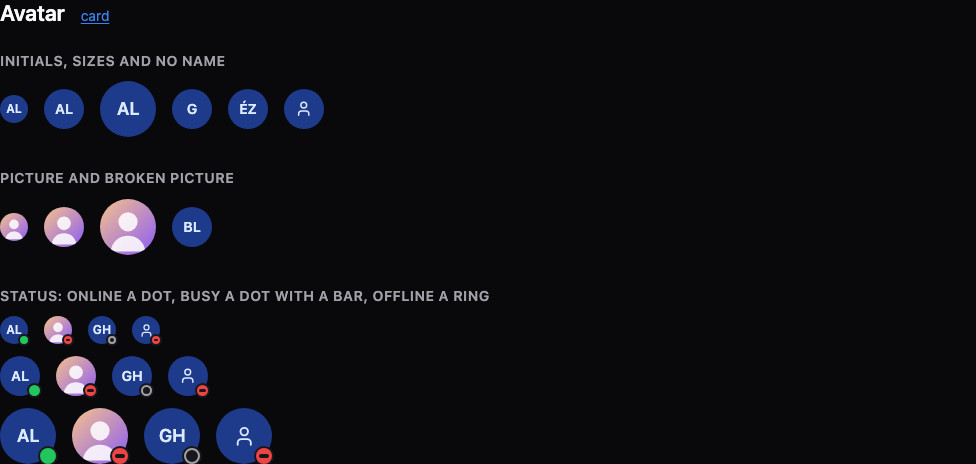 Avatar card
INITIALS, SIZES AND NO NAME
AL AL AL G ÉZ
PICTURE AND BROKEN PICTURE
BL
STATUS: ONLINE A DOT, BUSY A DOT WITH A BAR, OFFLINE A RING
AL GH
AL GH
AL GH